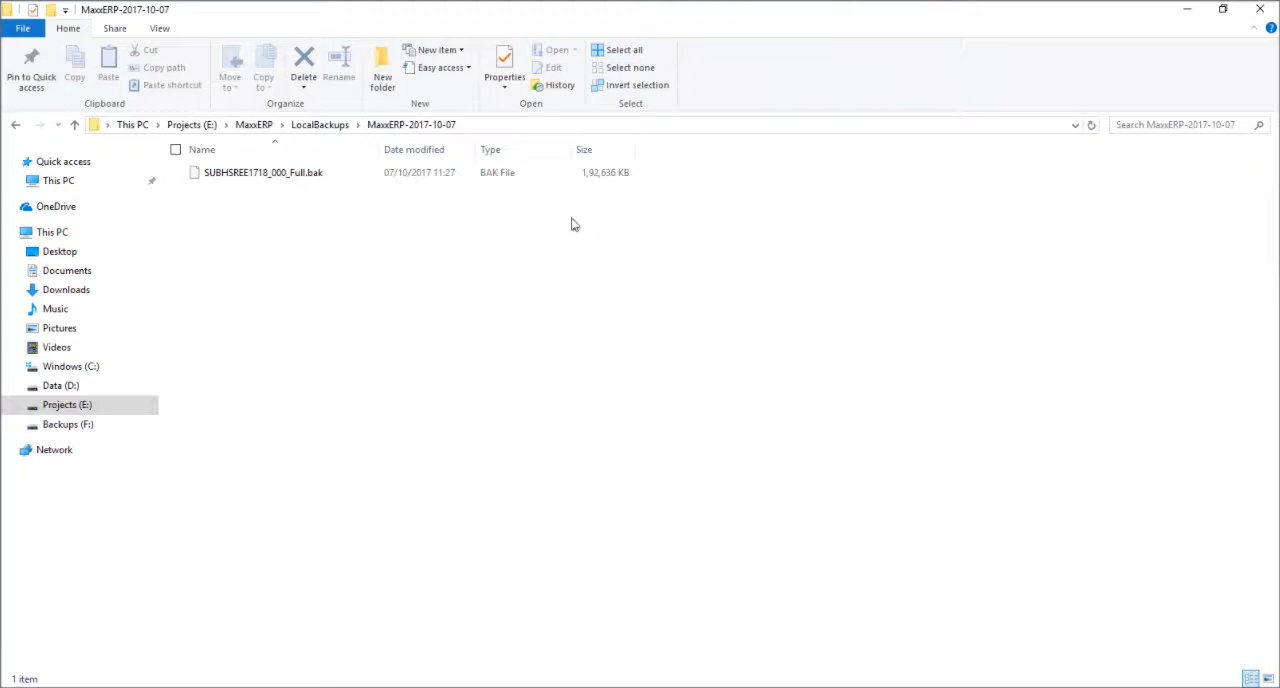 MaxxERP-2017-10-07
File Home Share View
Pin to Quick access
Copy
Paste
Cut
Copy path
Paste shortcut
Clipboard
Move to
Copy to
Delete
Rename
Organize
New folder
New item
Easy access
New
Properties
Open
Edit
History
Open
Select all
Select none
Invert selection
Select
This PC › Projects (E:) › MaxxERP › LocalBackups › MaxxERP-2017-10-07
Search MaxxERP-2017-10-07
Name Date modified Type Size
SUBHSREE1718_000_Full.bak 07/10/2017 11:27 BAK File 1,92,636 KB
Quick access
This PC
OneDrive
This PC
Desktop
Documents
Downloads
Music
Pictures
Videos
Windows (C:)
Data (D:)
Projects (E:)
Backups (F:)
Network
1 item